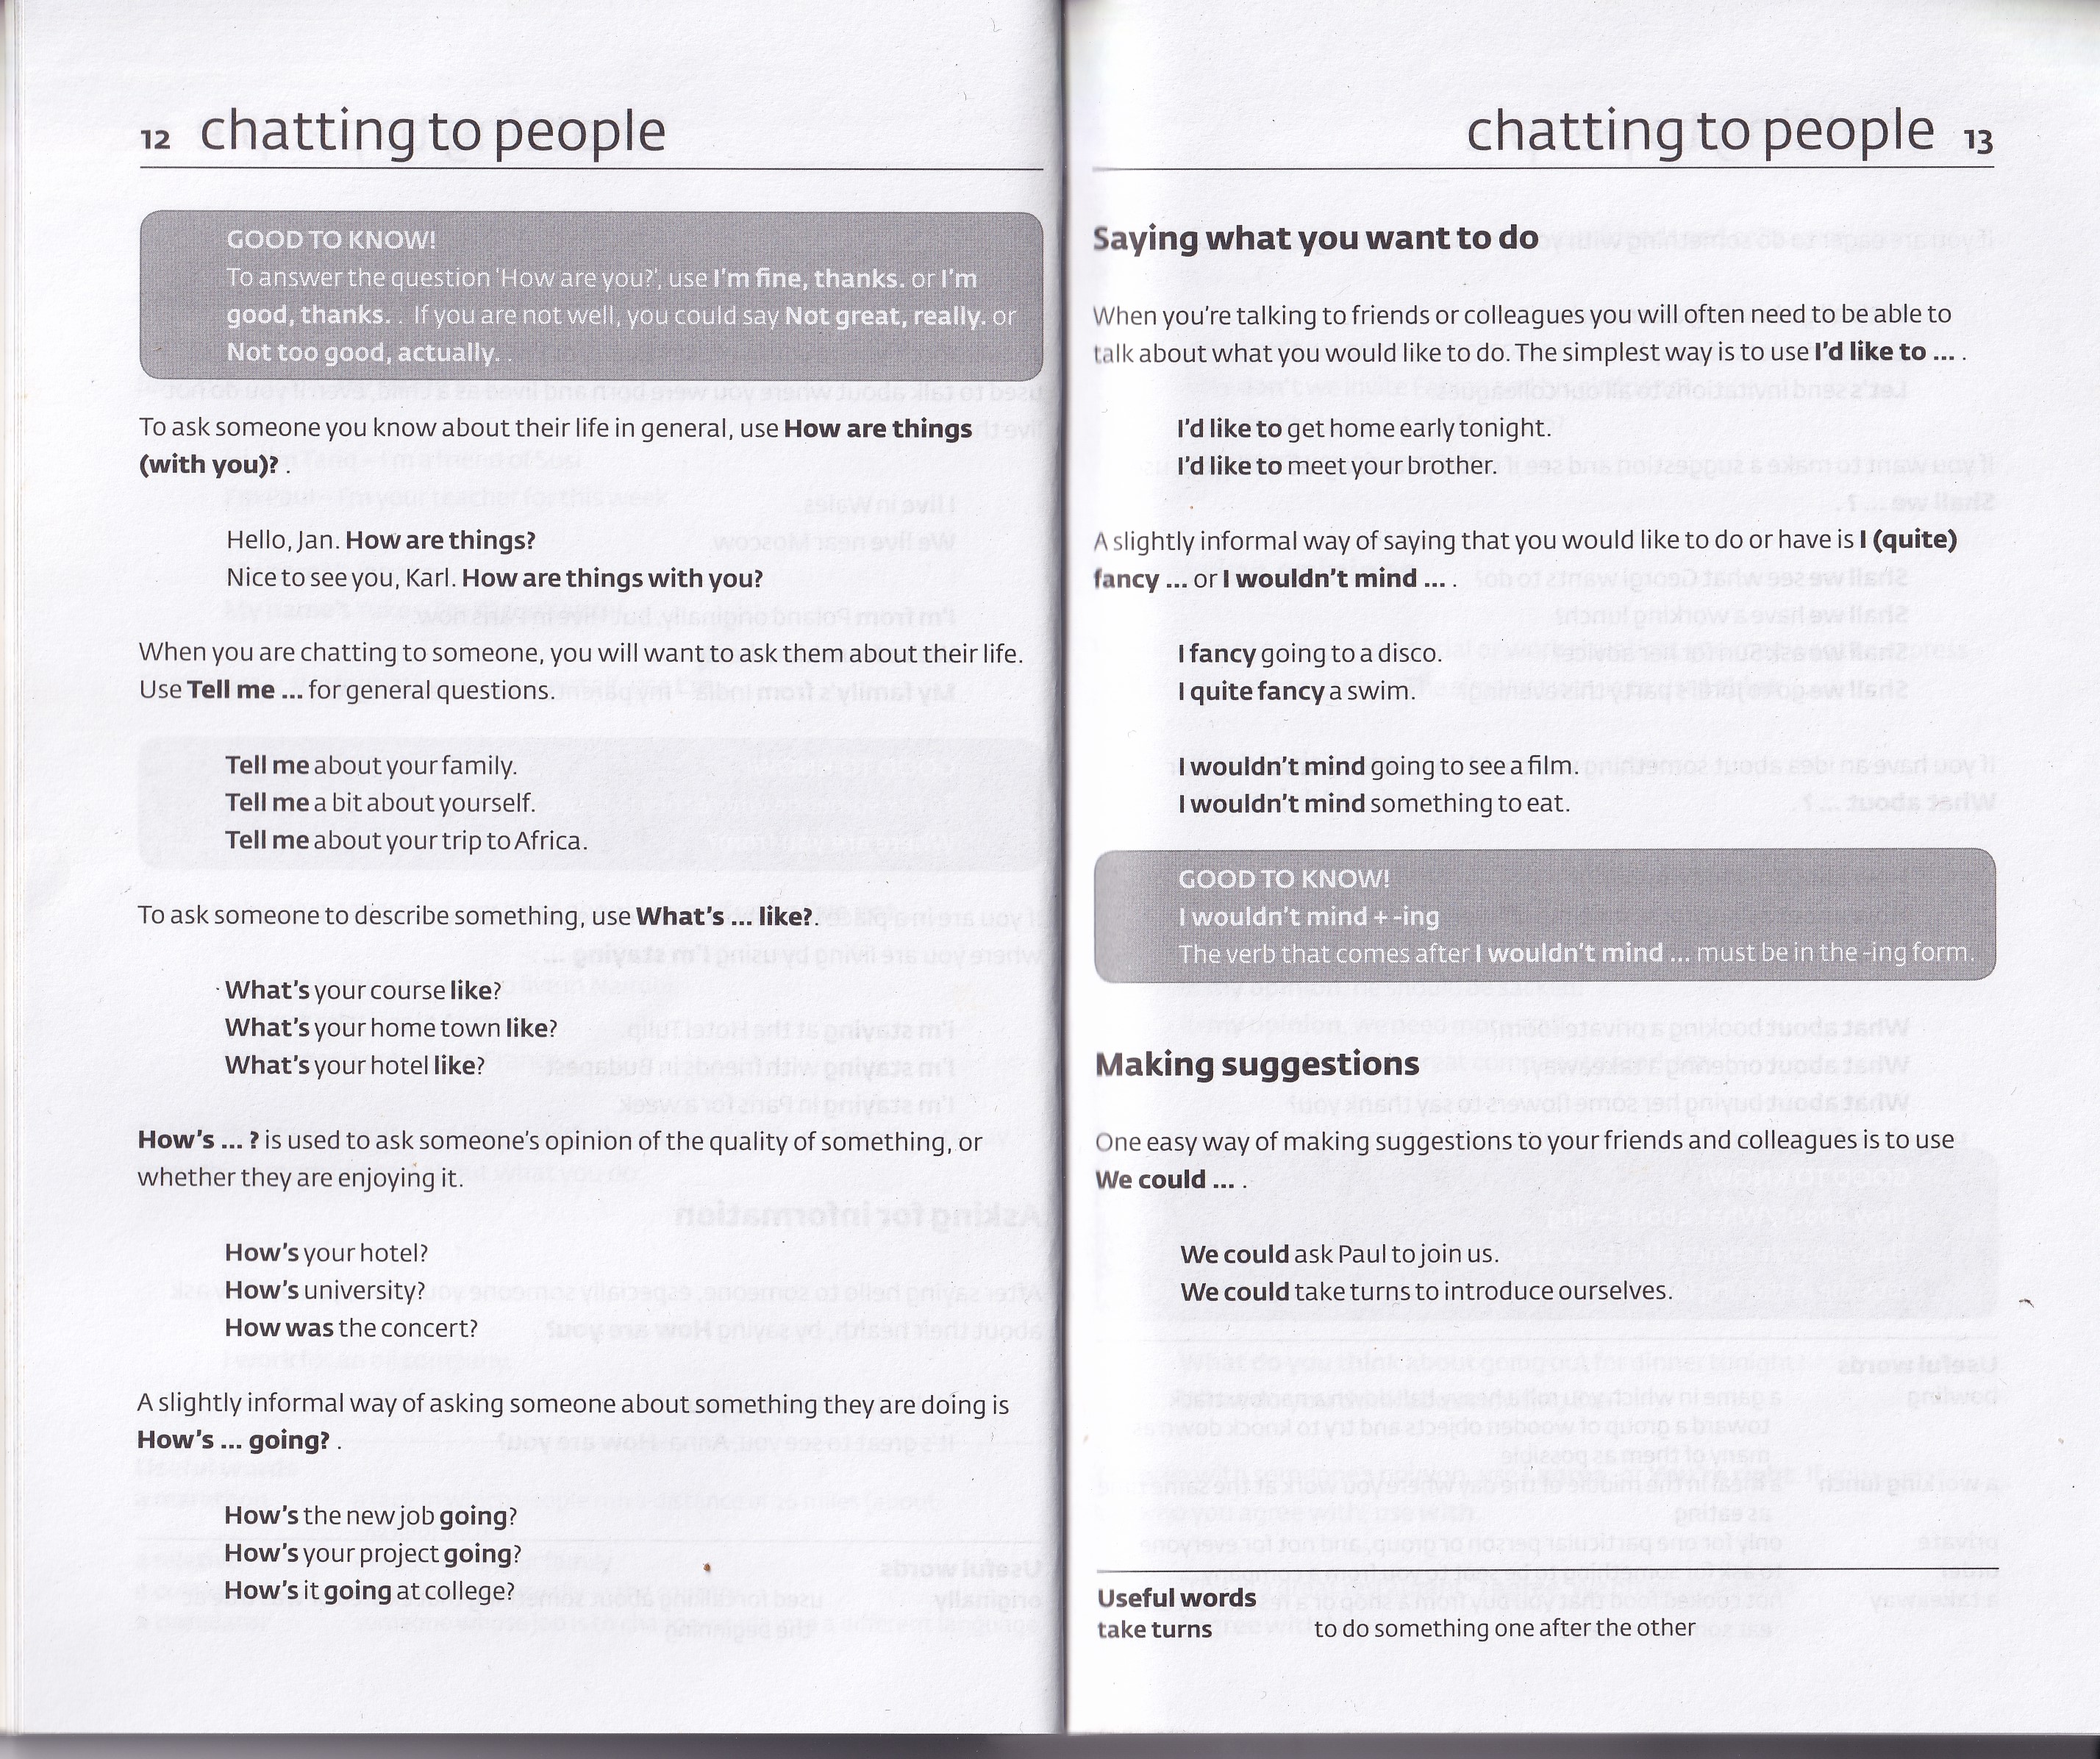 12 chatting to people
GOOD TO KNOW!
To answer the question 'How are you?', use I'm fine, thanks. or I'm
good, thanks. . If you are not well, you could say Not great, really. or
Not too good, actually. .
To ask someone you know about their life in general, use How are things
(with you)? .
Hello, Jan. How are things?
Nice to see you, Karl. How are things with you?
When you are chatting to someone, you will want to ask them about their life.
Use Tell me ... for general questions.
Tell me about your family.
Tell me a bit about yourself.
Tell me about your trip to Africa.
To ask someone to describe something, use What's ... like?.
What's your course like?
What's your home town like?
What's your hotel like?
How's ... ? is used to ask someone's opinion of the quality of something, or
whether they are enjoying it.
How's your hotel?
How's university?
How was the concert?
A slightly informal way of asking someone about something they are doing is
How's ... going? .
How's the new job going?
How's your project going?
How's it going at college?
chatting to people 13
Saying what you want to do
When you're talking to friends or colleagues you will often need to be able to
talk about what you would like to do. The simplest way is to use I'd like to ... .
I'd like to get home early tonight.
I'd like to meet your brother.
A slightly informal way of saying that you would like to do or have is I (quite)
fancy ... or I wouldn't mind ... .
I fancy going to a disco.
I quite fancy a swim.
I wouldn't mind going to see a film.
I wouldn't mind something to eat.
GOOD TO KNOW!
I wouldn't mind + -ing
The verb that comes after I wouldn't mind ... must be in the -ing form.
Making suggestions
One easy way of making suggestions to your friends and colleagues is to use
We could ... .
We could ask Paul to join us.
We could take turns to introduce ourselves.
Useful words
take turns to do something one after the other